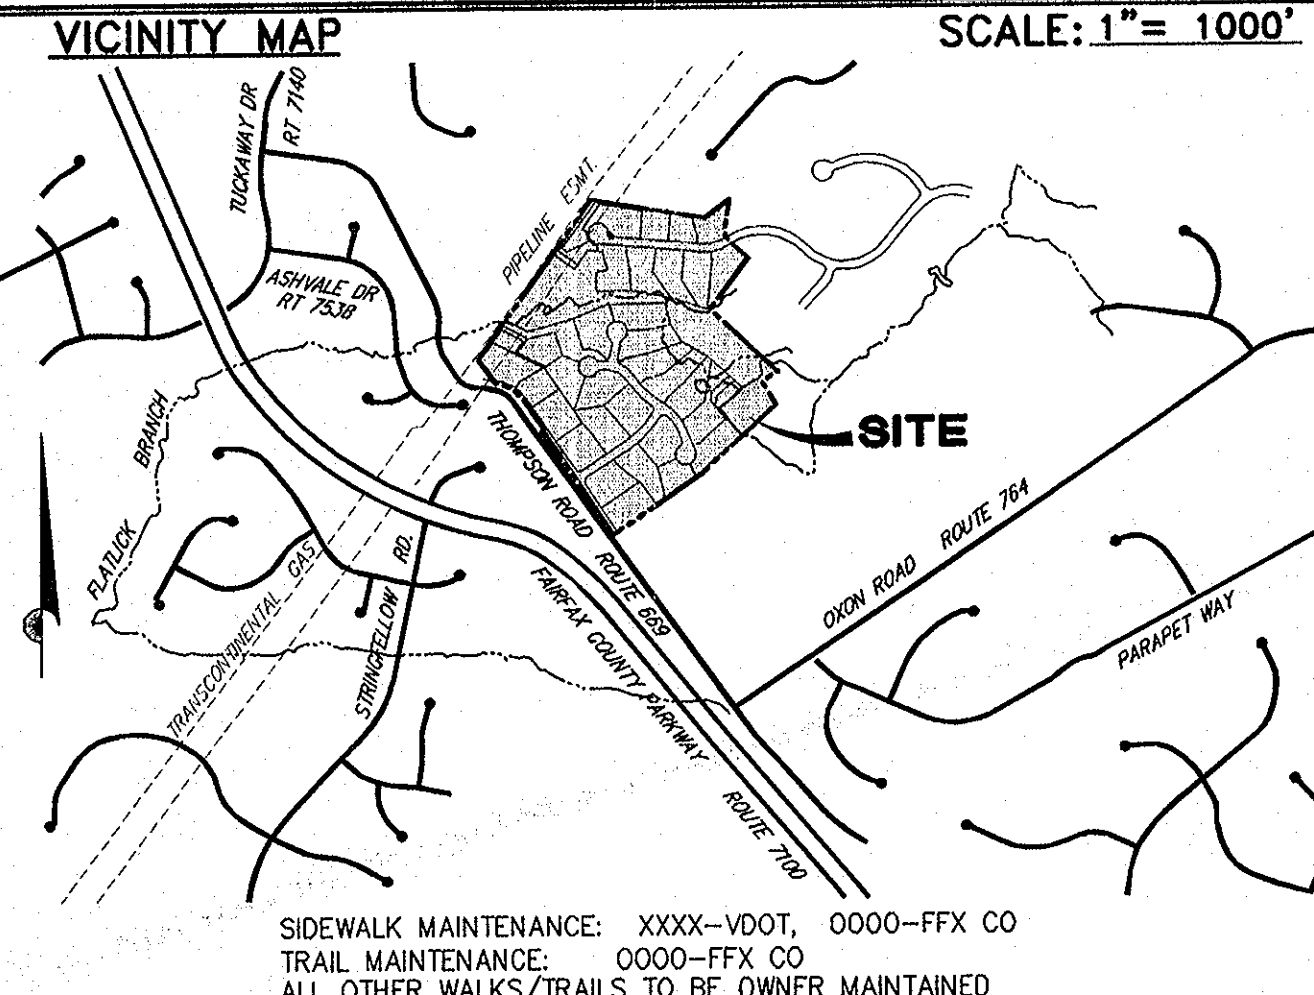 VICINITY MAP
SCALE: 1"= 1000'
TUCKAWAY DR
RT 7140
PIPELINE ESMT.
ASHVALE DR
RT 7538
FLATLICK BRANCH
THOMPSON ROAD ROUTE 669
SITE
OXON ROAD ROUTE 764
STRINGFELLOW RD.
TRANSCONTINENTAL GAS
FAIRFAX COUNTY PARKWAY ROUTE 7100
PARAPET WAY
SIDEWALK MAINTENANCE: XXXX-VDOT, 0000-FFX CO
TRAIL MAINTENANCE: 0000-FFX CO
ALL OTHER WALKS/TRAILS TO BE OWNER MAINTAINED